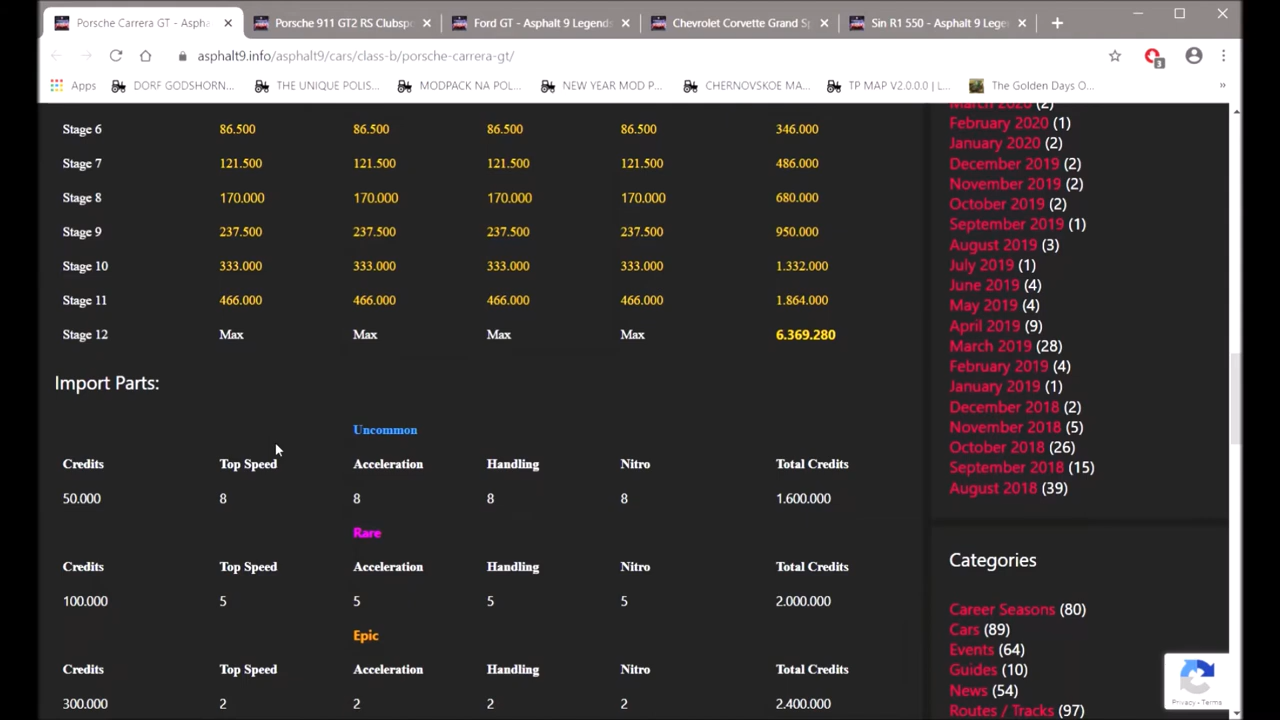 Porsche Carrera GT - Aspha
Porsche 911 GT2 RS Clubspo
Ford GT - Asphalt 9 Legends
Chevrolet Corvette Grand Sp
Sin R1 550 - Asphalt 9 Lege
asphalt9.info/asphalt9/cars/class-b/porsche-carrera-gt/
3
Apps DORF GODSHORN... THE UNIQUE POLIS... MODPACK NA POL... NEW YEAR MOD P... CHERNOVSKOE MA... TP MAP V2.0.0.0 | L... The Golden Days O... »
Stage 6 86.500 86.500 86.500 86.500 346.000
Stage 7 121.500 121.500 121.500 121.500 486.000
Stage 8 170.000 170.000 170.000 170.000 680.000
Stage 9 237.500 237.500 237.500 237.500 950.000
Stage 10 333.000 333.000 333.000 333.000 1.332.000
Stage 11 466.000 466.000 466.000 466.000 1.864.000
Stage 12 Max Max Max Max 6.369.280
Import Parts:
Uncommon
Credits Top Speed Acceleration Handling Nitro Total Credits
50.000 8 8 8 8 1.600.000
Rare
Credits Top Speed Acceleration Handling Nitro Total Credits
100.000 5 5 5 5 2.000.000
Epic
Credits Top Speed Acceleration Handling Nitro Total Credits
300.000 2 2 2 2 2.400.000
March 2020 (2)
February 2020 (1)
January 2020 (2)
December 2019 (2)
November 2019 (2)
October 2019 (2)
September 2019 (1)
August 2019 (3)
July 2019 (1)
June 2019 (4)
May 2019 (4)
April 2019 (9)
March 2019 (28)
February 2019 (4)
January 2019 (1)
December 2018 (2)
November 2018 (5)
October 2018 (26)
September 2018 (15)
August 2018 (39)
Categories
Career Seasons (80)
Cars (89)
Events (64)
Guides (10)
News (54)
Routes / Tracks (97)
Privacy - Terms